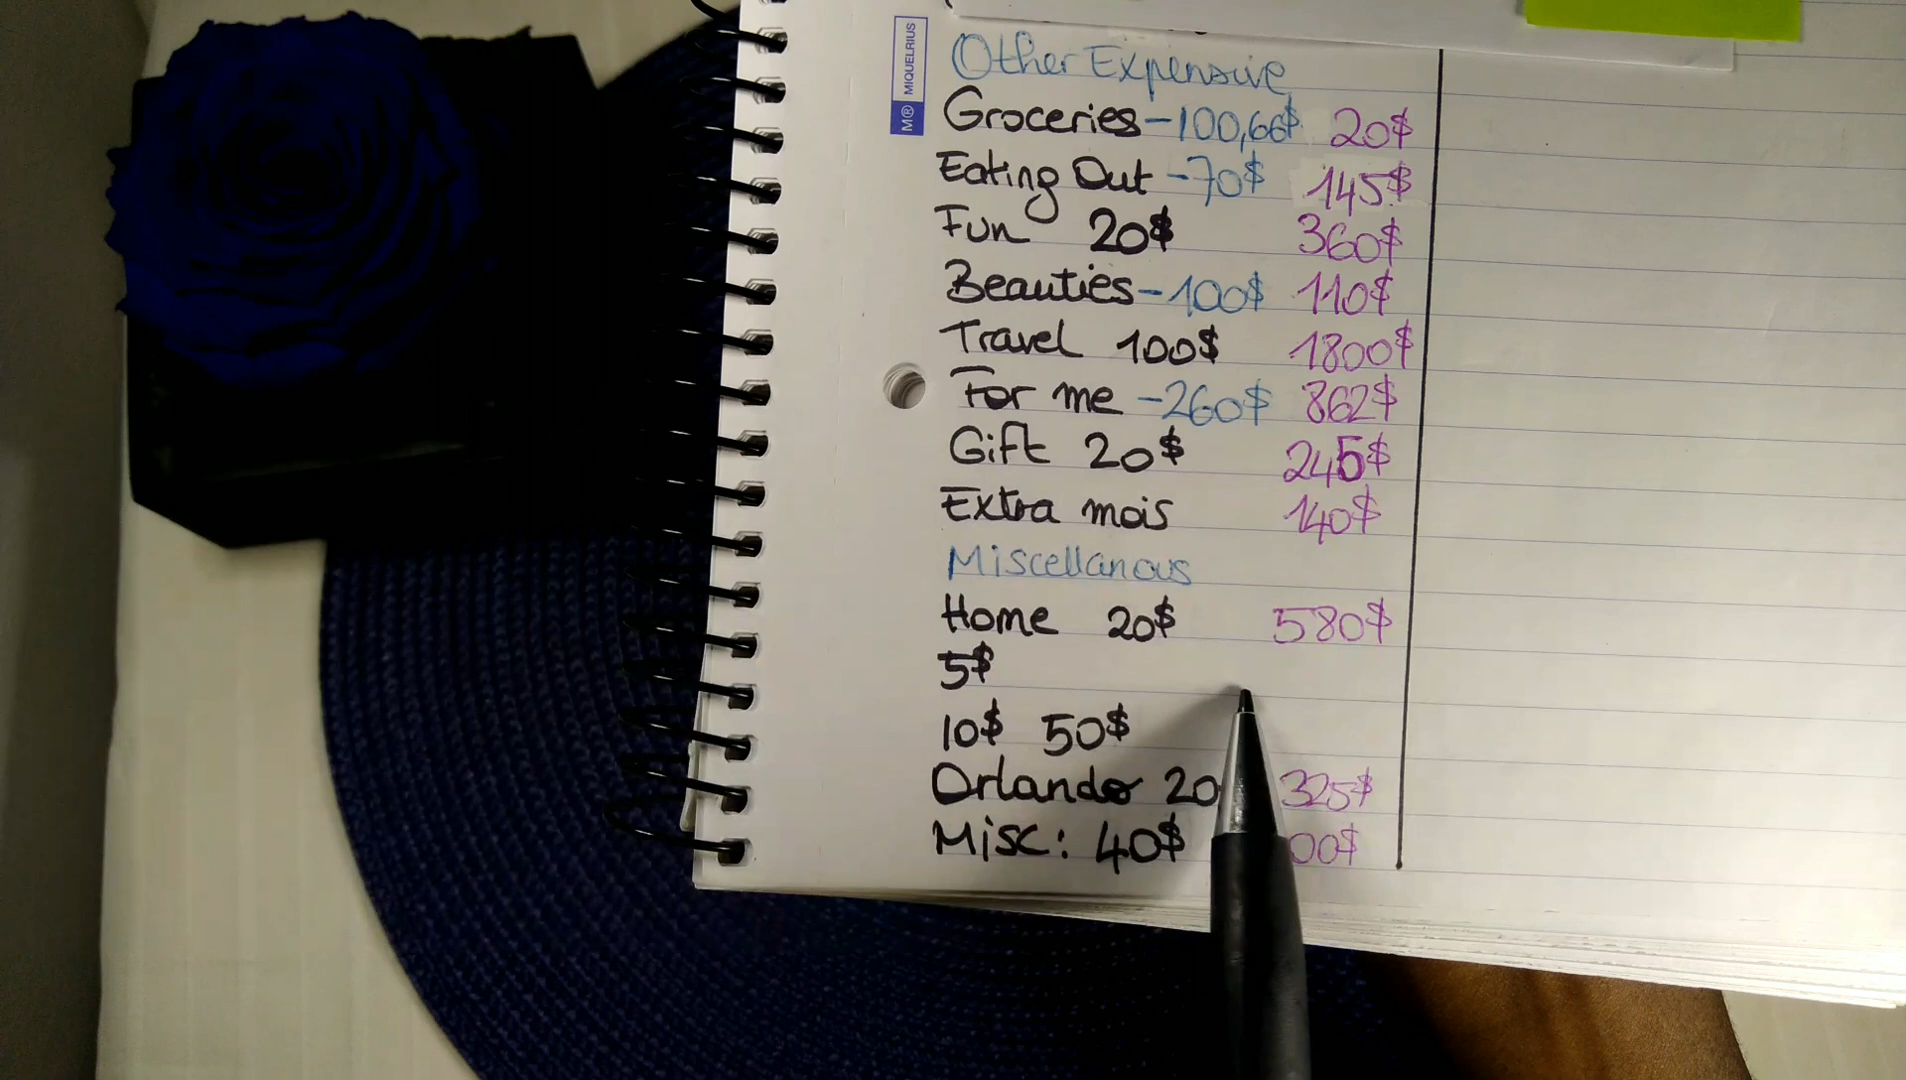 M® MIQUELRIUS
Other Expensive
Groceries -100,66$ 20$
Eating Out -70$ 145$
Fun 20$ 360$
Beauties -100$ 110$
Travel 100$ 1800$
For me -260$ 862$
Gift 20$ 245$
Extra mois 140$
Miscellanous
Home 20$ 580$
5$
10$ 50$
Orlando 20 325$
Misc: 40$ 00$